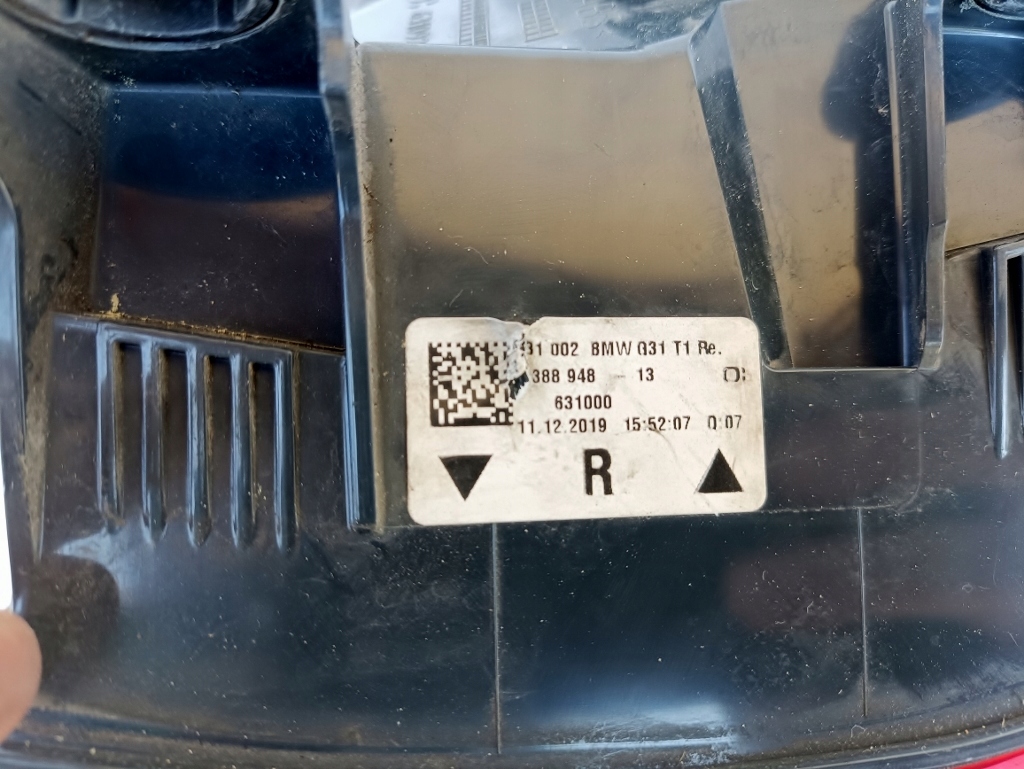 31 002 BMW G31 T1 Re.
388 948 - 13
631000
11.12.2019 15:52:07 0:07
R